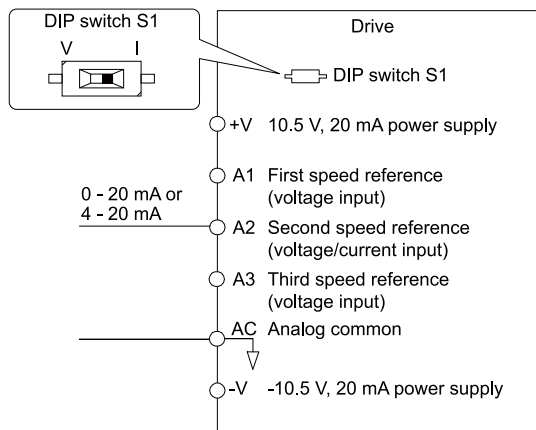 DIP switch S1
V I
Drive
DIP switch S1
+V 10.5 V, 20 mA power supply
A1 First speed reference
(voltage input)
0 - 20 mA or
4 - 20 mA
A2 Second speed reference
(voltage/current input)
A3 Third speed reference
(voltage input)
AC Analog common
-V -10.5 V, 20 mA power supply